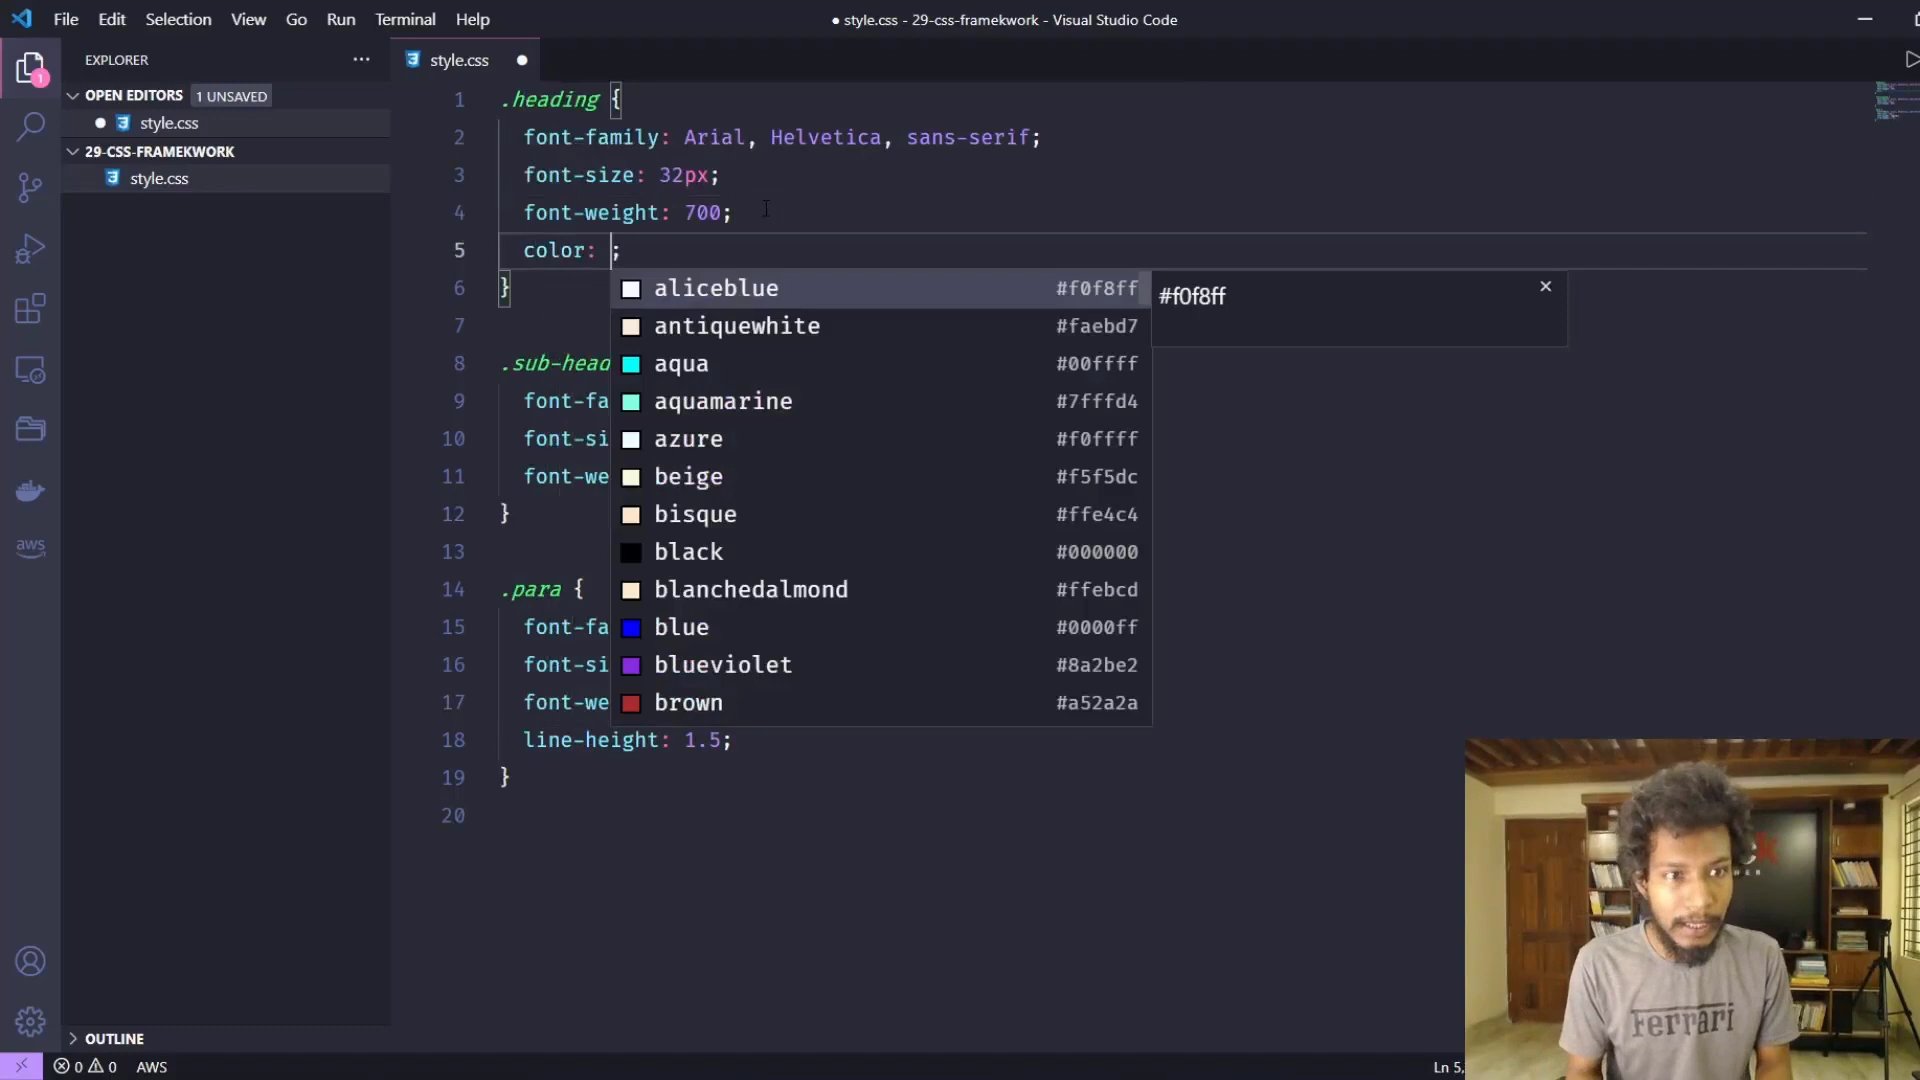 File Edit Selection View Go Run Terminal Help
● style.css - 29-css-framekwork - Visual Studio Code
EXPLORER
OPEN EDITORS 1 UNSAVED
style.css
29-CSS-FRAMEKWORK
style.css
OUTLINE
aws
1
style.css
1 .heading {
2 font-family: Arial, Helvetica, sans-serif;
3 font-size: 32px;
4 font-weight: 700;
5 color: ;
6 }
7
8 .sub-head
9 font-fa
10 font-si
11 font-we
12 }
13
14 .para {
15 font-fa
16 font-si
17 font-we
18 line-height: 1.5;
19 }
20
aliceblue #f0f8ff
antiquewhite #faebd7
aqua #00ffff
aquamarine #7fffd4
azure #f0ffff
beige #f5f5dc
bisque #ffe4c4
black #000000
blanchedalmond #ffebcd
blue #0000ff
blueviolet #8a2be2
brown #a52a2a
#f0f8ff
Ferrari
0 0 AWS
Ln 5,